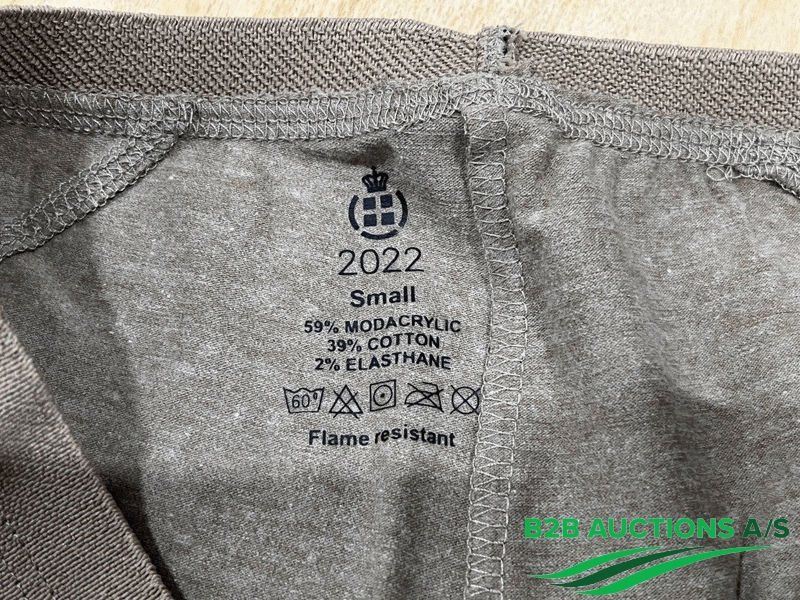 2022
Small
59% MODACRYLIC
39% COTTON
2% ELASTHANE
60°
Flame resistant
B2B AUCTIONS A/S